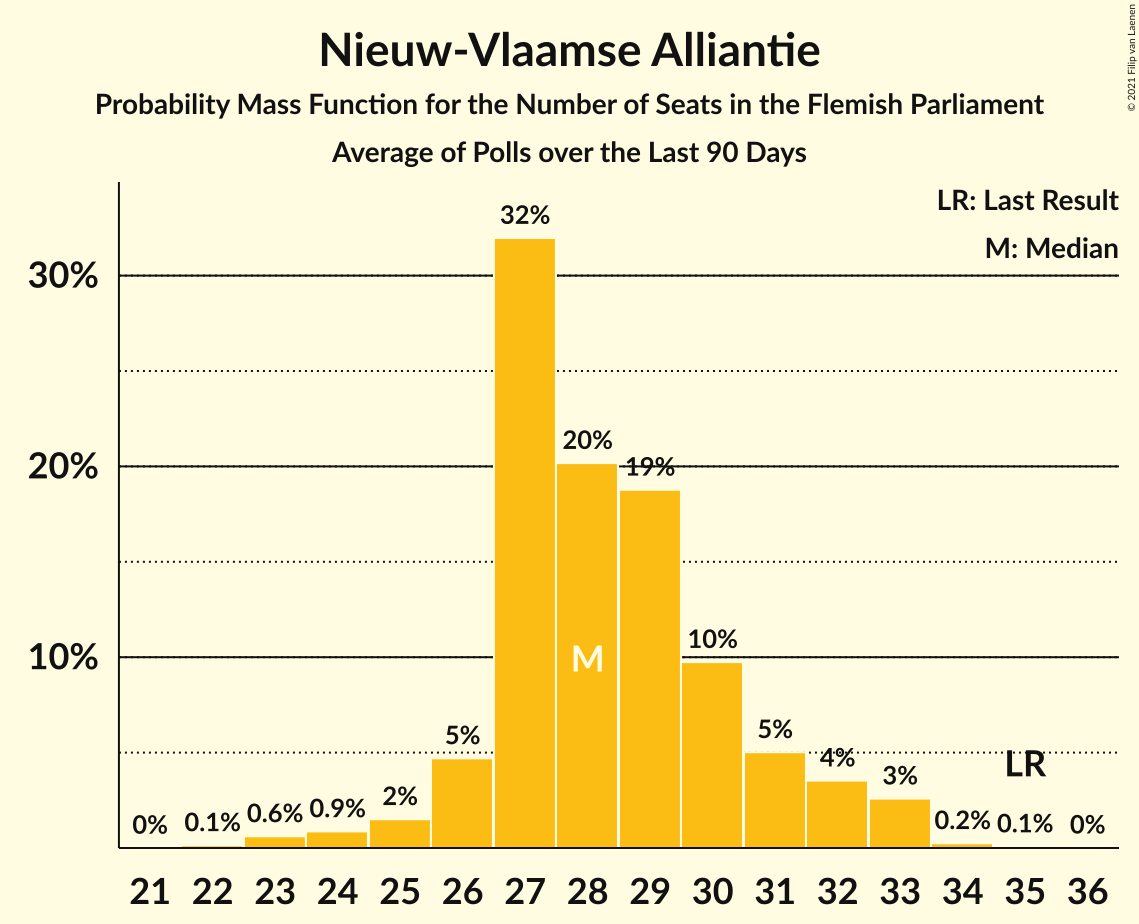 Nieuw-Vlaamse Alliantie
Probability Mass Function for the Number of Seats in the Flemish Parliament
Average of Polls over the Last 90 Days
© 2021 Filip van Laenen
LR: Last Result
M: Median
32%
30%
20%
20%
19%
10%
10%
M
5%
5%
4%
LR
3%
2%
0.9%
0.6%
0.1%
0%
0.2%
0.1%
0%
21 22 23 24 25 26 27 28 29 30 31 32 33 34 35 36